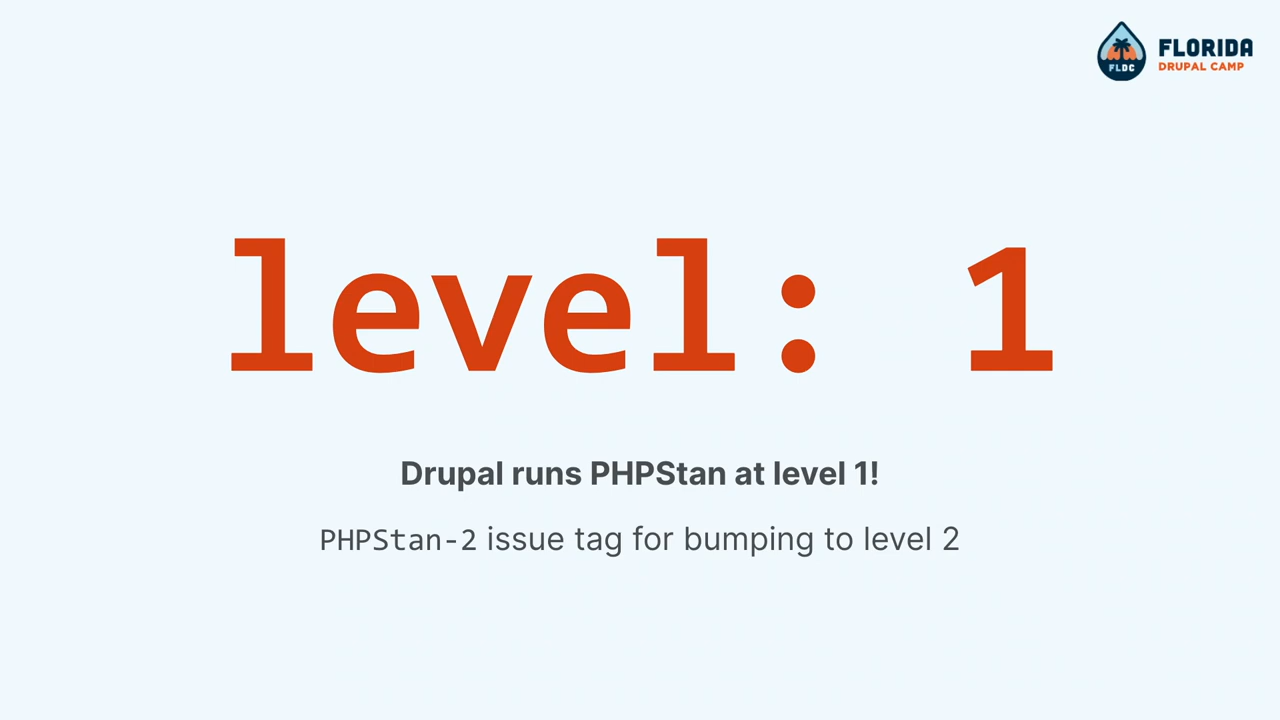 FLORIDA
DRUPAL CAMP
FLDC
level: 1
Drupal runs PHPStan at level 1!
PHPStan-2 issue tag for bumping to level 2